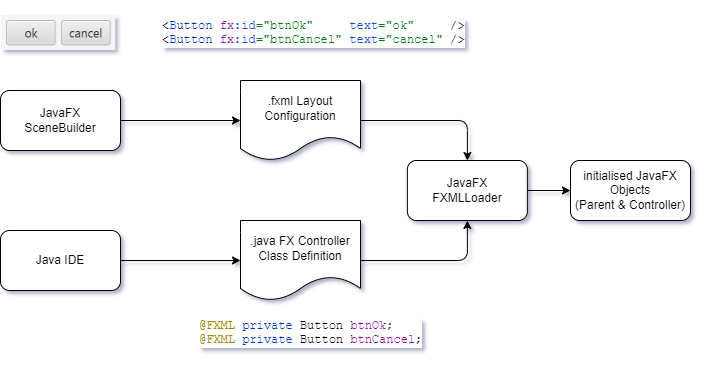 ok cancel
<Button fx:id="btnOk"     text="ok"     />
<Button fx:id="btnCancel" text="cancel" />
JavaFX
SceneBuilder
.fxml Layout
Configuration
JavaFX
FXMLLoader
initialised JavaFX
Objects
(Parent & Controller)
Java IDE
.java FX Controller
Class Definition
@FXML private Button btnOk;
@FXML private Button btnCancel;